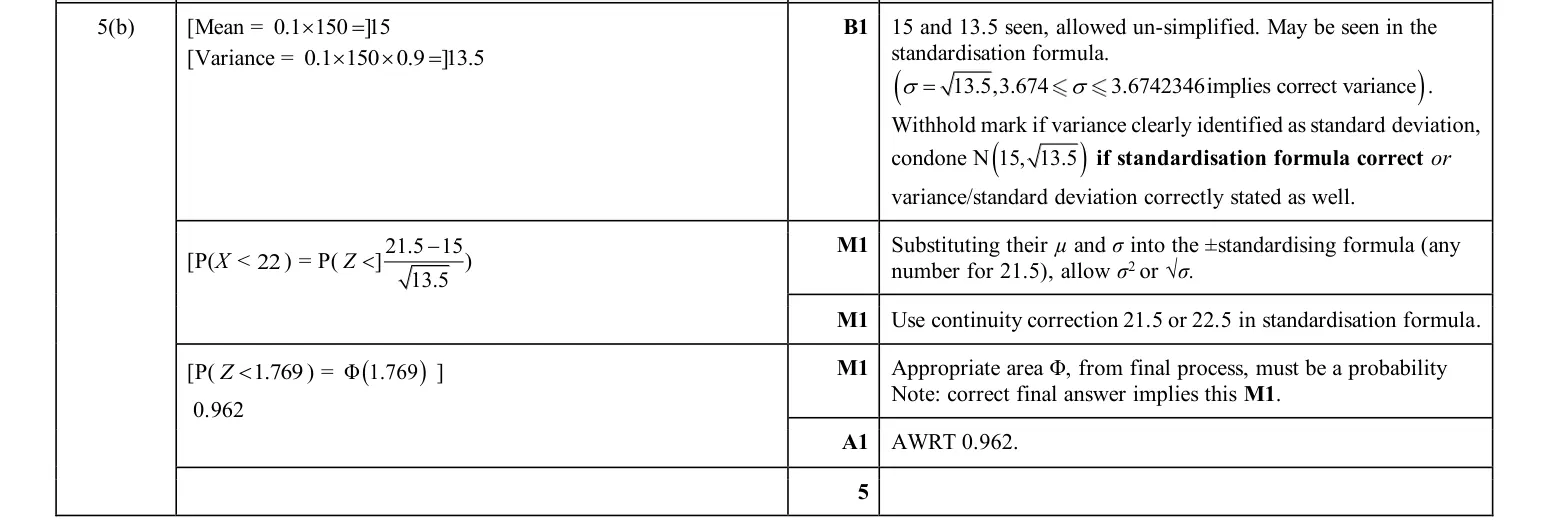 5(b)
[Mean = 0.1×150 =]15
[Variance = 0.1×150×0.9 =]13.5
B1
15 and 13.5 seen, allowed un-simplified. May be seen in the
standardisation formula.
(σ = √13.5, 3.674 ⩽ σ ⩽ 3.6742346 implies correct variance).
Withhold mark if variance clearly identified as standard deviation,
condone N(15, √13.5) if standardisation formula correct or
variance/standard deviation correctly stated as well.
[P(X < 22) = P( Z <] (21.5 − 15)/√13.5)
M1
Substituting their μ and σ into the ±standardising formula (any
number for 21.5), allow σ² or √σ.
M1
Use continuity correction 21.5 or 22.5 in standardisation formula.
[P( Z < 1.769 ) = Φ(1.769) ]
0.962
M1
Appropriate area Φ, from final process, must be a probability
Note: correct final answer implies this M1.
A1
AWRT 0.962.
5